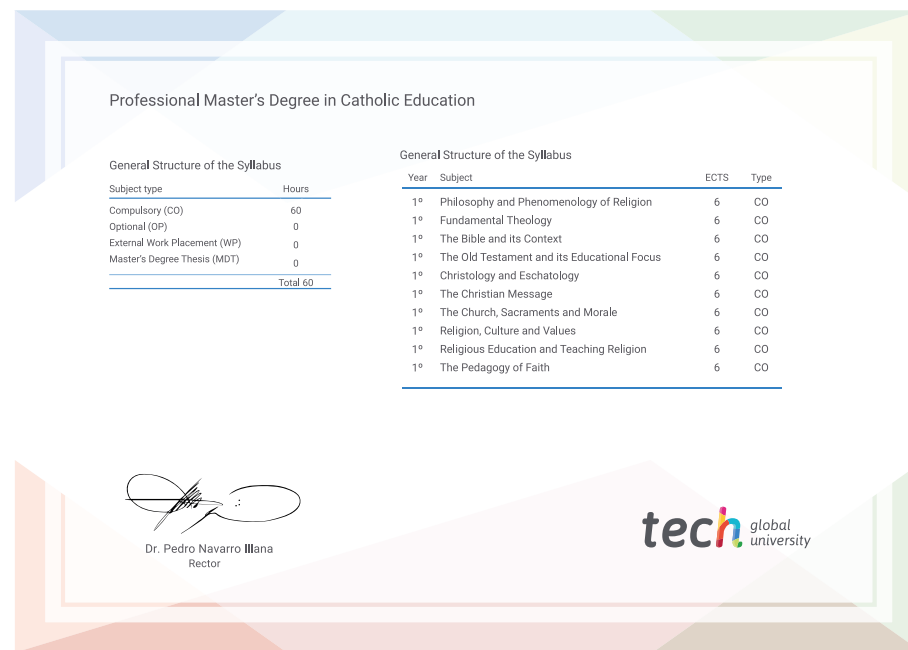 Professional Master's Degree in Catholic Education
General Structure of the Syllabus
Subject type Hours
Compulsory (CO) 60
Optional (OP) 0
External Work Placement (WP) 0
Master's Degree Thesis (MDT) 0
Total 60
General Structure of the Syllabus
Year Subject ECTS Type
1º Philosophy and Phenomenology of Religion 6 CO
1º Fundamental Theology 6 CO
1º The Bible and its Context 6 CO
1º The Old Testament and its Educational Focus 6 CO
1º Christology and Eschatology 6 CO
1º The Christian Message 6 CO
1º The Church, Sacraments and Morale 6 CO
1º Religion, Culture and Values 6 CO
1º Religious Education and Teaching Religion 6 CO
1º The Pedagogy of Faith 6 CO
Dr. Pedro Navarro Illana
Rector
tech global
university